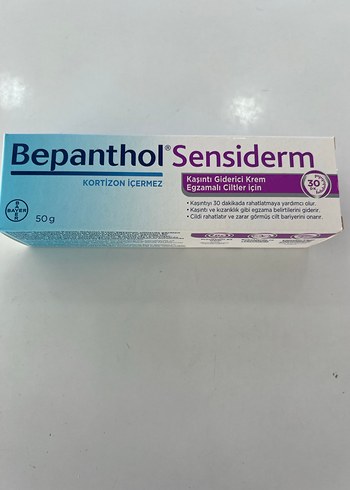 Bepanthol® Sensiderm
KORTİZON İÇERMEZ
Kaşıntı Giderici Krem
Egzamalı Ciltler için
30
• Kaşıntıyı 30 dakikada rahatlatmaya yardımcı olur.
• Kaşıntı ve kızarıklık gibi egzama belirtilerini giderir.
• Cildi rahatlatır ve zarar görmüş cilt bariyerini onarır.
BAYER
50 g